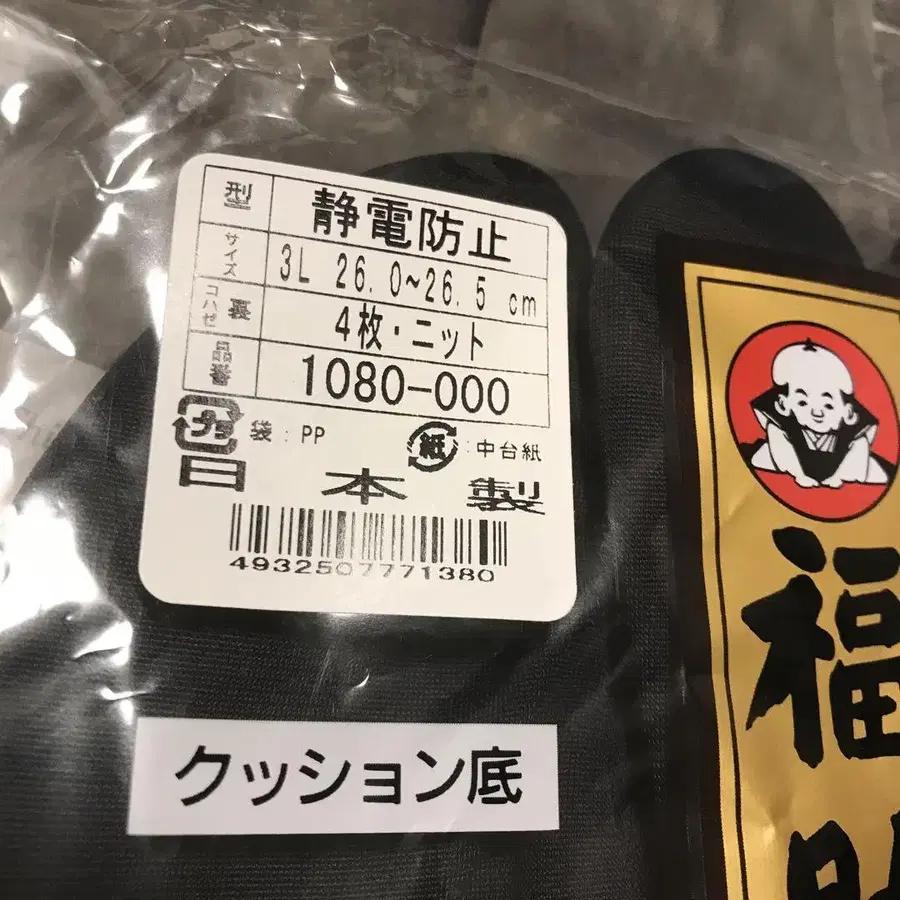 型 静電防止
サイズ 3L 26.0~26.5 cm
コハゼ 裏 4枚・ニット
品番 1080-000
プラ 袋:PP 紙:中台紙
日本製
4932507771380
クッション底
福